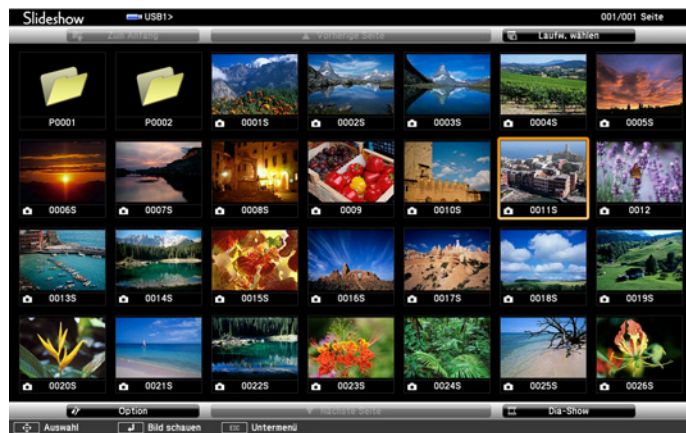 Slideshow USB1> 001/001 Seite
Zum Anfang ▲ Vorherige Seite Laufw. wählen
P0001 P0002 0001S 0002S 0003S 0004S 0005S
0006S 0007S 0008S 0009 0010S 0011S 0012
0013S 0014S 0015S 0016S 0017S 0018S 0019S
0020S 0021S 0022S 0023S 0024S 0025S 0026S
Option ▼ Nächste Seite Dia-Show
Auswahl Bild schauen ESC Untermenü